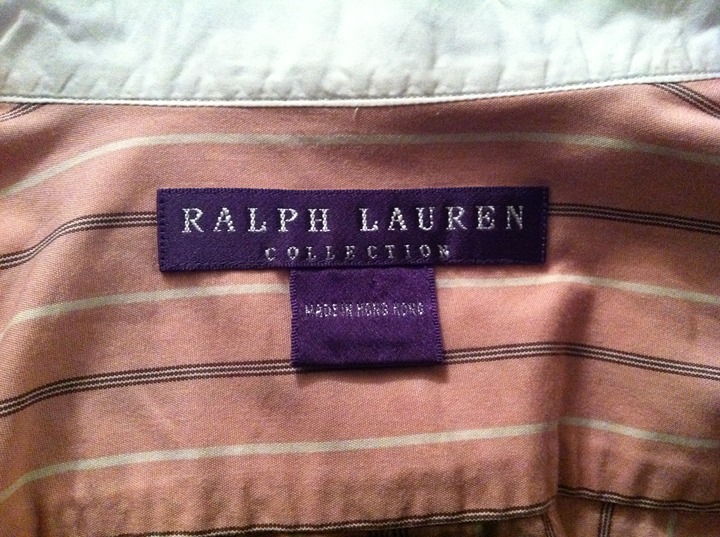 RALPH LAUREN
COLLECTION
MADE IN HONG KONG